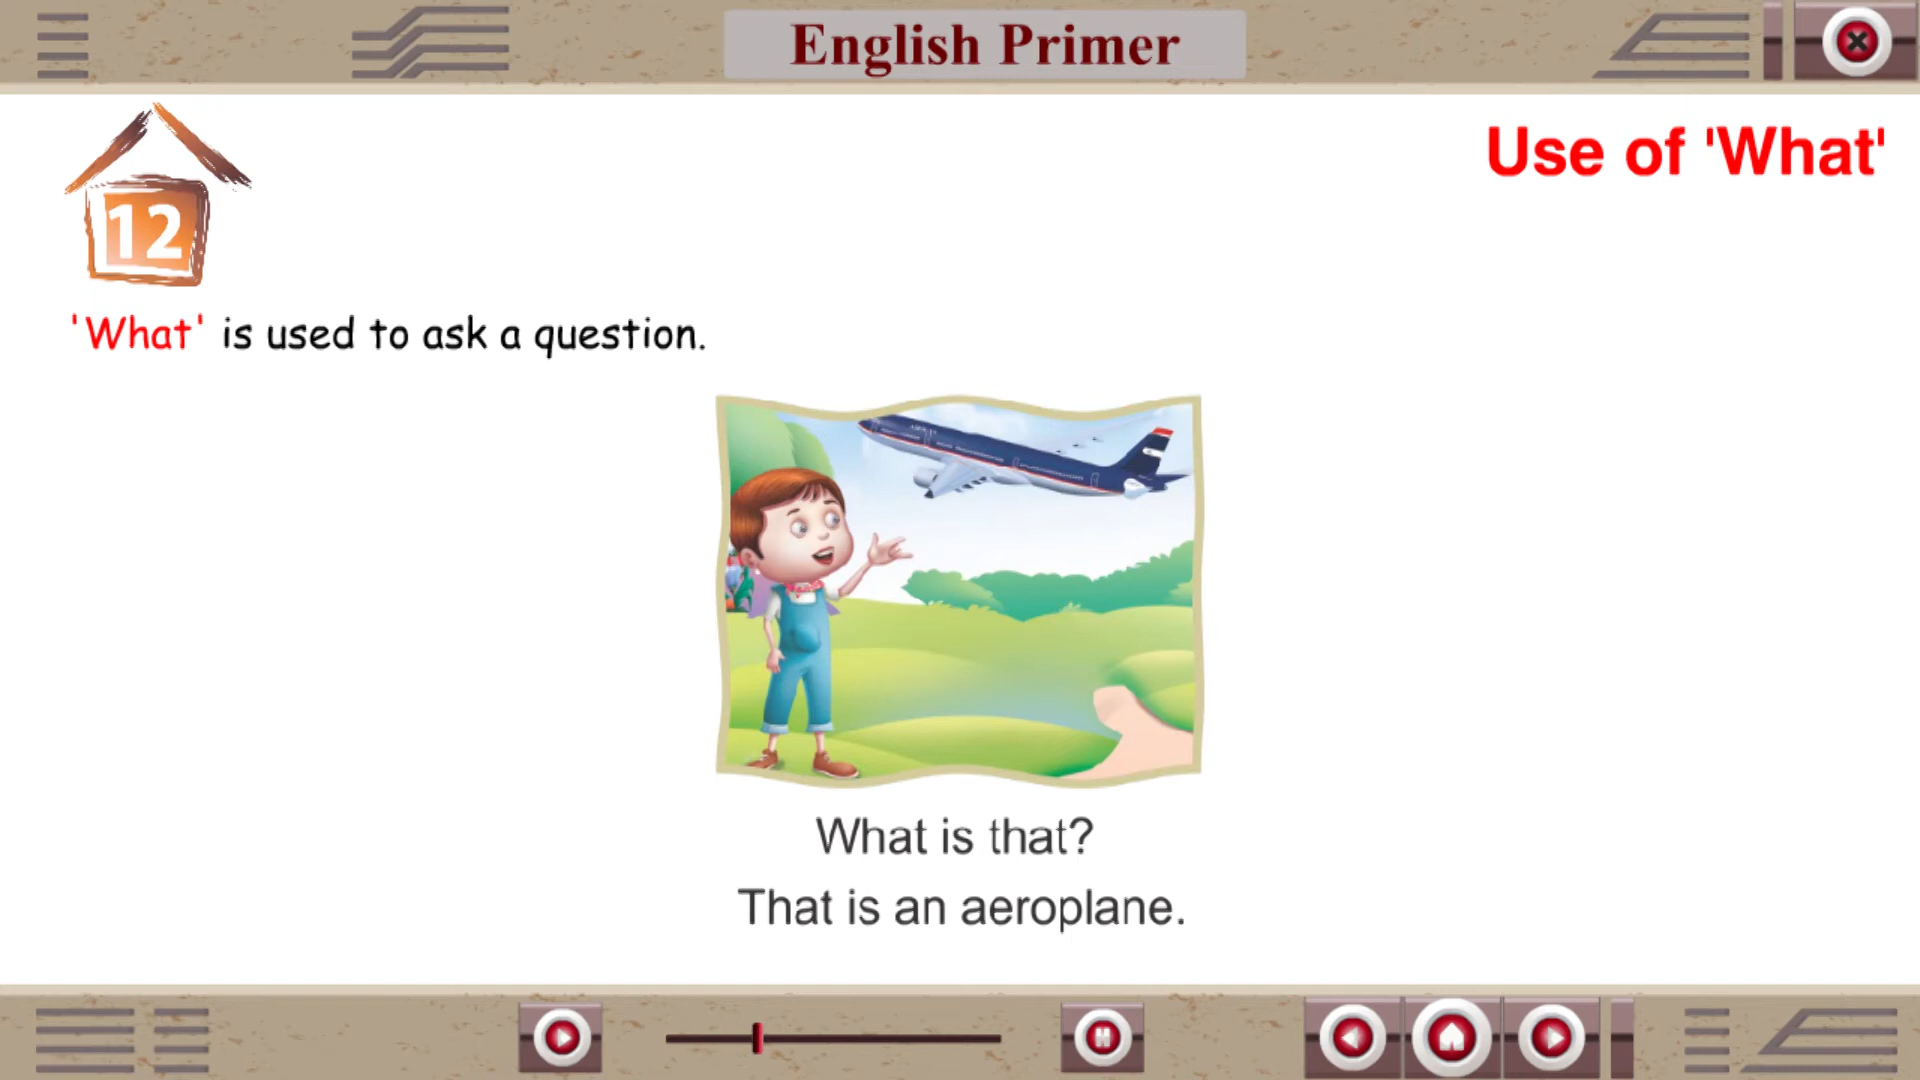 English Primer
Use of 'What'
12
'What' is used to ask a question.
What is that?
That is an aeroplane.